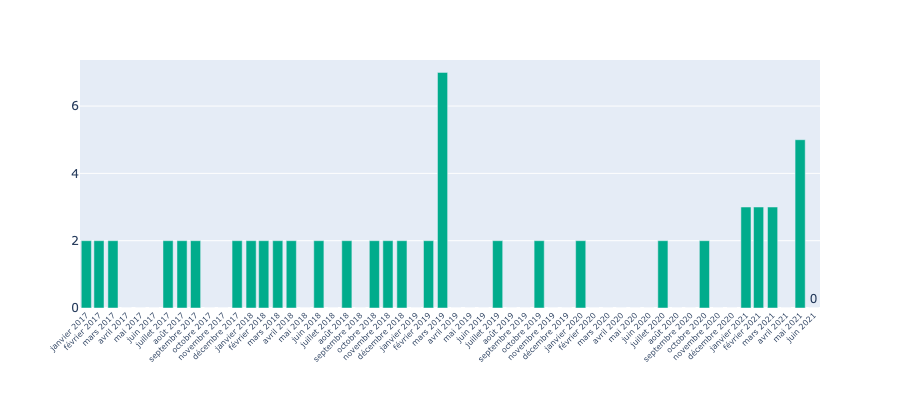 6
4
2
0
0
janvier 2017
février 2017
mars 2017
avril 2017
mai 2017
juin 2017
juillet 2017
août 2017
septembre 2017
octobre 2017
novembre 2017
décembre 2017
janvier 2018
février 2018
mars 2018
avril 2018
mai 2018
juin 2018
juillet 2018
août 2018
septembre 2018
octobre 2018
novembre 2018
décembre 2018
janvier 2019
février 2019
mars 2019
avril 2019
mai 2019
juin 2019
juillet 2019
août 2019
septembre 2019
octobre 2019
novembre 2019
décembre 2019
janvier 2020
février 2020
mars 2020
avril 2020
mai 2020
juin 2020
juillet 2020
août 2020
septembre 2020
octobre 2020
novembre 2020
décembre 2020
janvier 2021
février 2021
mars 2021
avril 2021
mai 2021
juin 2021